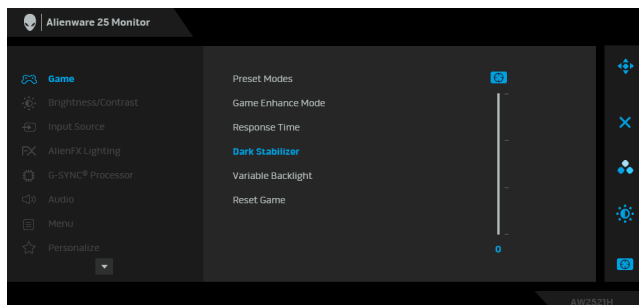 Alienware 25 Monitor
Game
Brightness/Contrast
Input Source
AlienFX Lighting
G-SYNC® Processor
Audio
Menu
Personalize
Preset Modes
Game Enhance Mode
Response Time
Dark Stabilizer
Variable Backlight
Reset Game
0
AW2521H